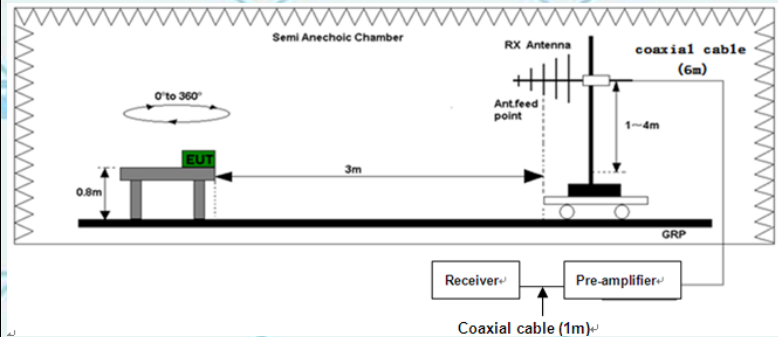 Semi Anechoic Chamber
RX Antenna
coaxial cable
(6m)
0°to 360°
Ant.feed
point
1～4m
EUT
3m
0.8m
GRP
Receiver
Pre-amplifier
Coaxial cable (1m)